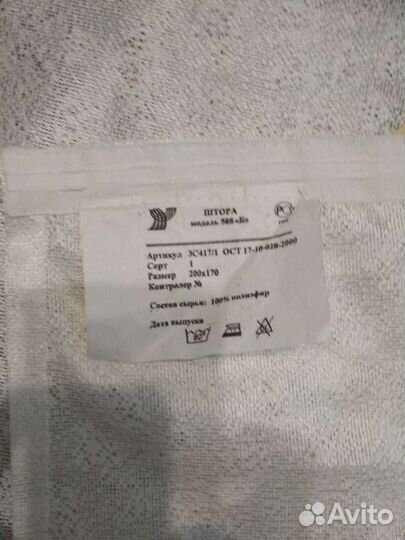 ШТОРА
модель 508 «К»
Артикул 3С417/1 ОСТ 17-10-028-2000
Сорт 1
Размер 200х170
Контролер №
Состав сырья: 100% полиэфир
Дата выпуска
Avito